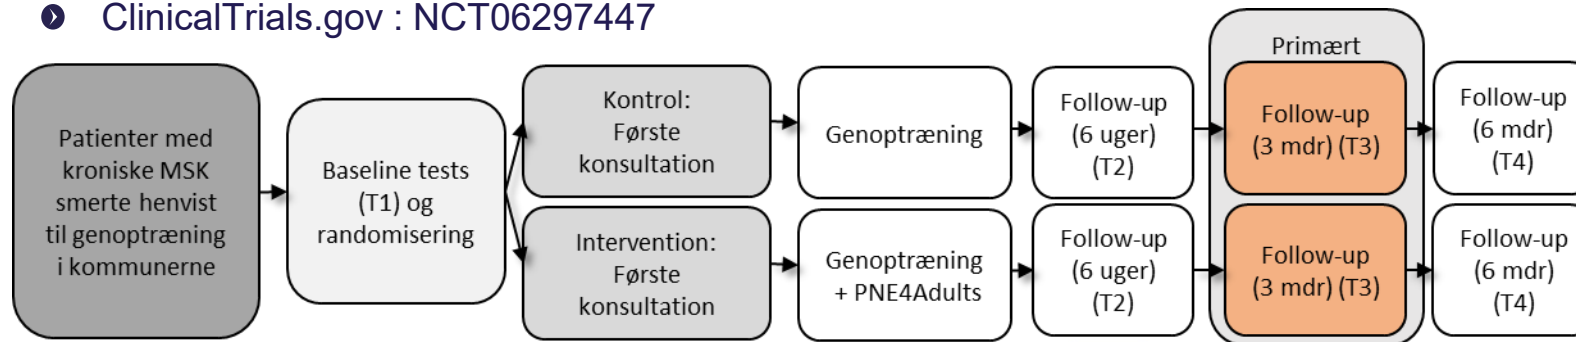 ClinicalTrials.gov : NCT06297447
Patienter med
kroniske MSK
smerte henvist
til genoptræning
i kommunerne
Baseline tests
(T1) og
randomisering
Kontrol:
Første
konsultation
Genoptræning
Follow-up
(6 uger)
(T2)
Primært
Follow-up
(3 mdr) (T3)
Follow-up
(6 mdr)
(T4)
Intervention:
Første
konsultation
Genoptræning
+ PNE4Adults
Follow-up
(6 uger)
(T2)
Follow-up
(3 mdr) (T3)
Follow-up
(6 mdr)
(T4)